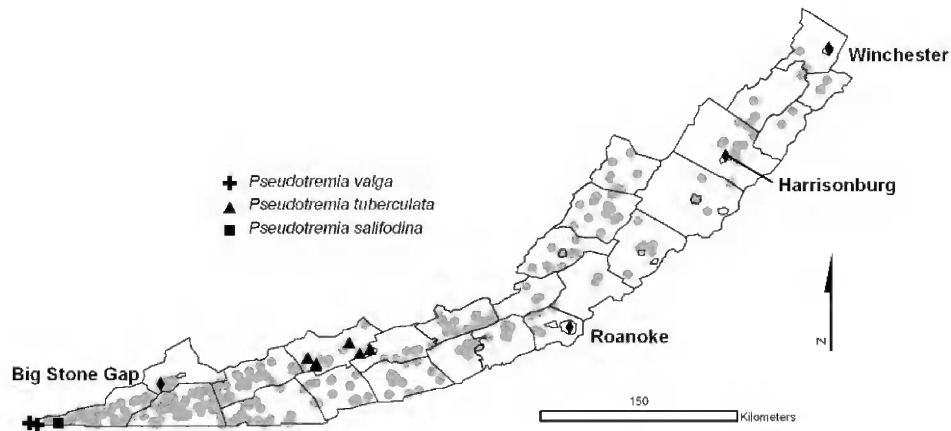 Winchester
Pseudotremia valga
Pseudotremia tuberculata
Harrisonburg
Pseudotremia salifodina
Roanoke
N
Big Stone Gap
150
Kilometers